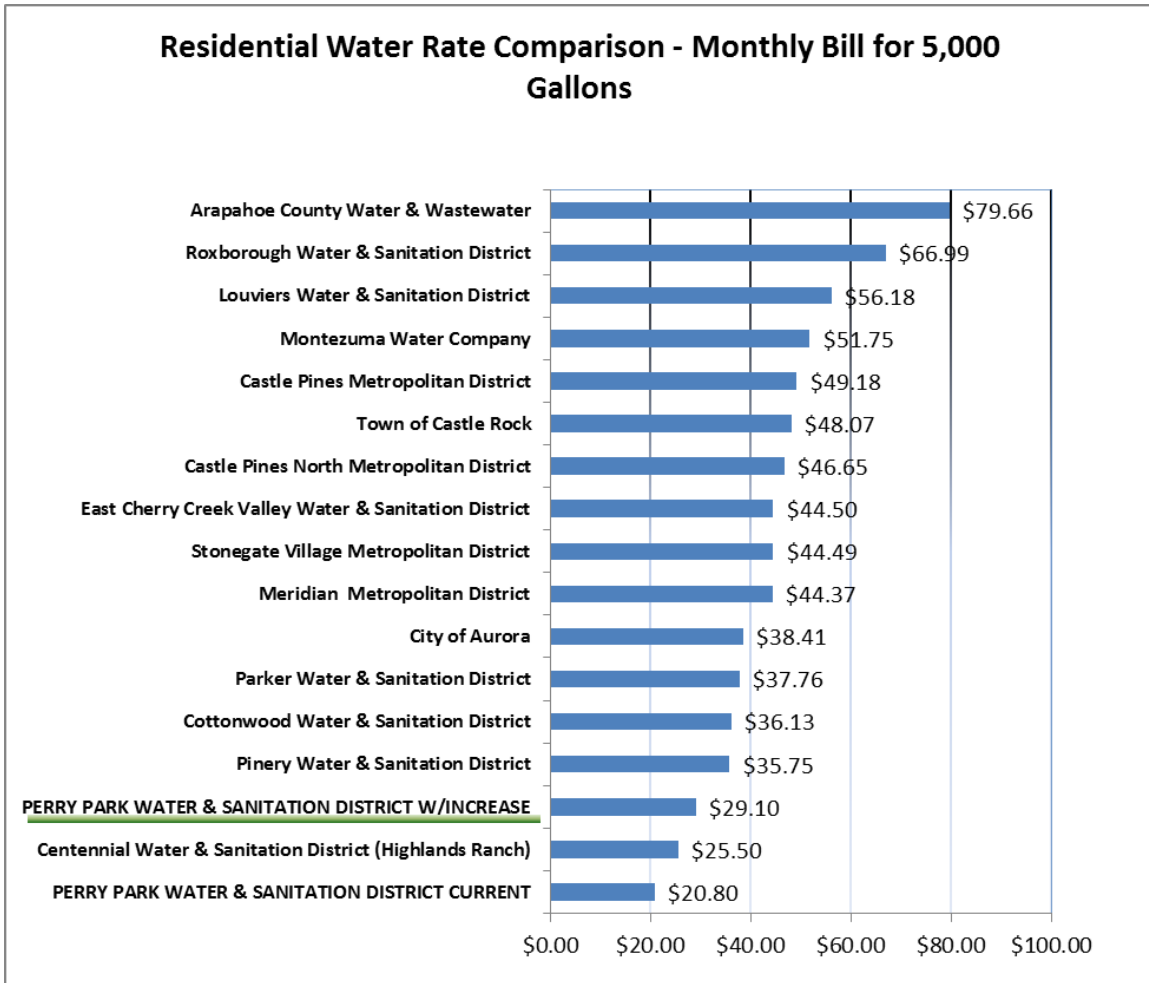 Residential Water Rate Comparison - Monthly Bill for 5,000
Gallons
Arapahoe County Water & Wastewater $79.66
Roxborough Water & Sanitation District $66.99
Louviers Water & Sanitation District $56.18
Montezuma Water Company $51.75
Castle Pines Metropolitan District $49.18
Town of Castle Rock $48.07
Castle Pines North Metropolitan District $46.65
East Cherry Creek Valley Water & Sanitation District $44.50
Stonegate Village Metropolitan District $44.49
Meridian  Metropolitan District $44.37
City of Aurora $38.41
Parker Water & Sanitation District $37.76
Cottonwood Water & Sanitation District $36.13
Pinery Water & Sanitation District $35.75
PERRY PARK WATER & SANITATION DISTRICT W/INCREASE $29.10
Centennial Water & Sanitation District (Highlands Ranch) $25.50
PERRY PARK WATER & SANITATION DISTRICT CURRENT $20.80
$0.00 $20.00 $40.00 $60.00 $80.00 $100.00